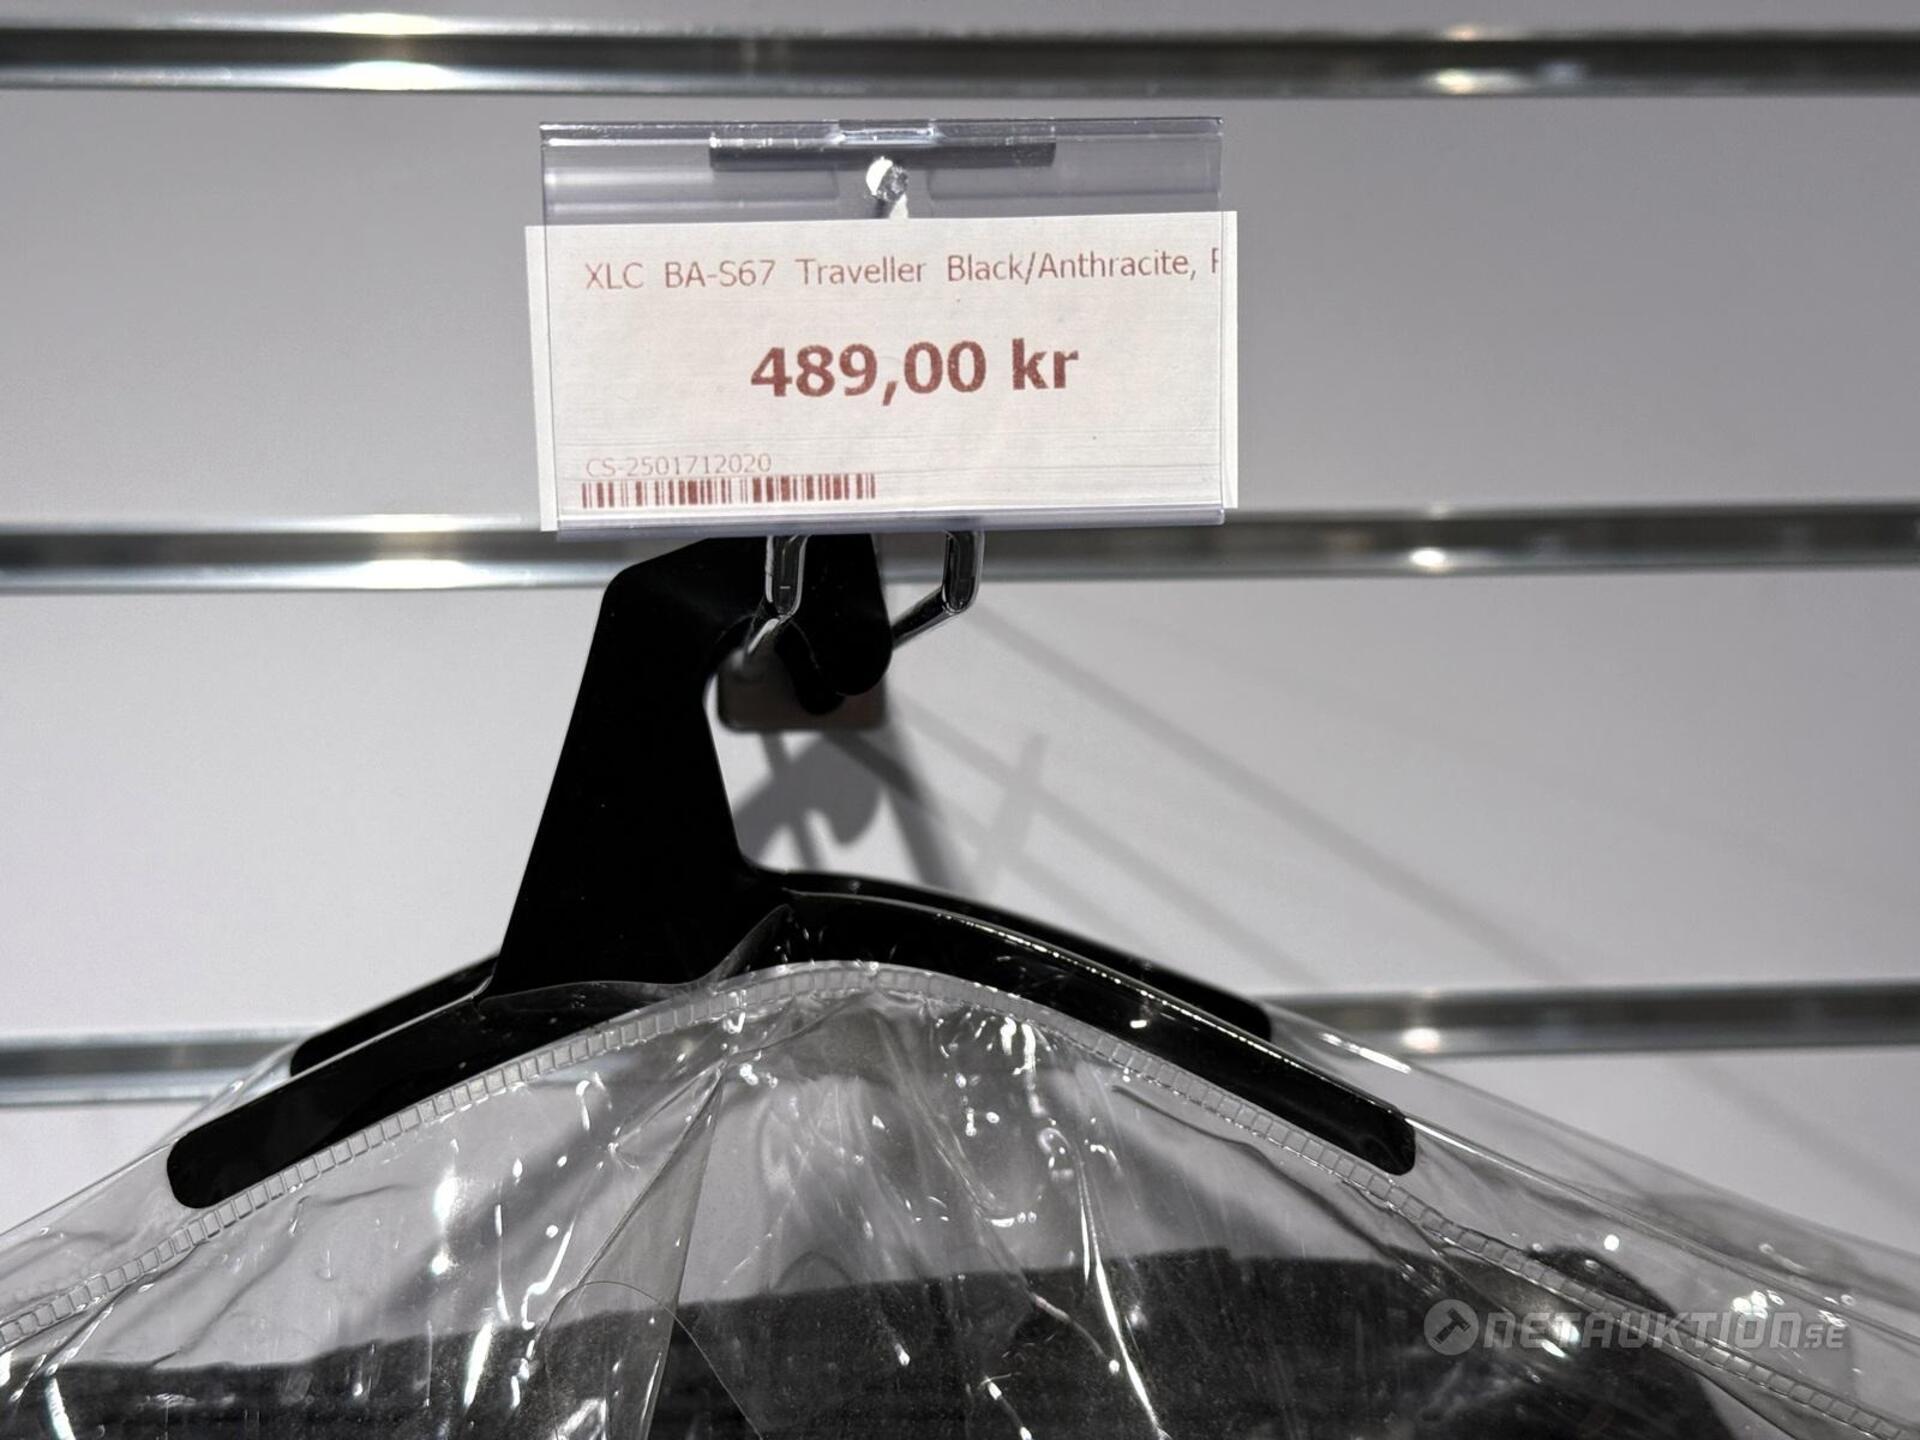 XLC BA-S67 Traveller Black/Anthracite,
489,00 kr
CS-2501712020
NETAUKTION.SE